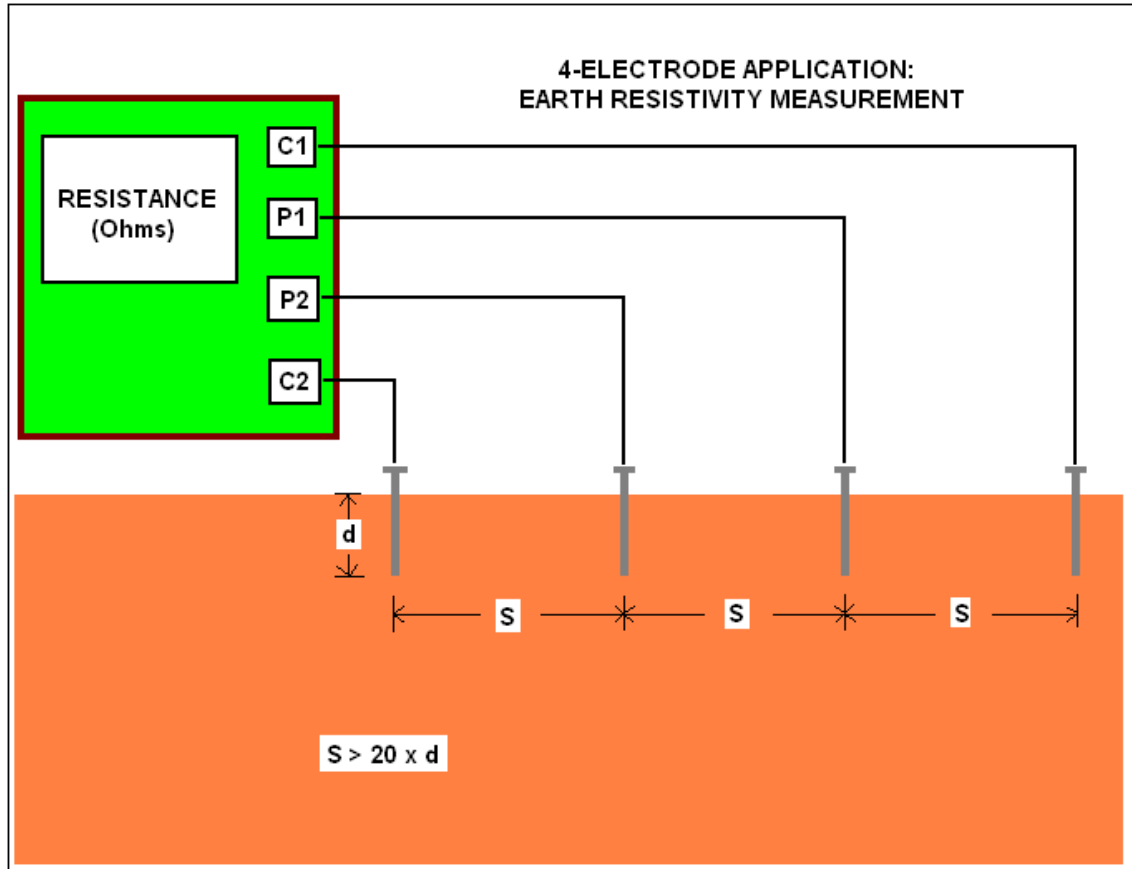 4-ELECTRODE APPLICATION:
EARTH RESISTIVITY MEASUREMENT
C1
RESISTANCE
(Ohms)
P1
P2
C2
d
S
S
S
S > 20 x d